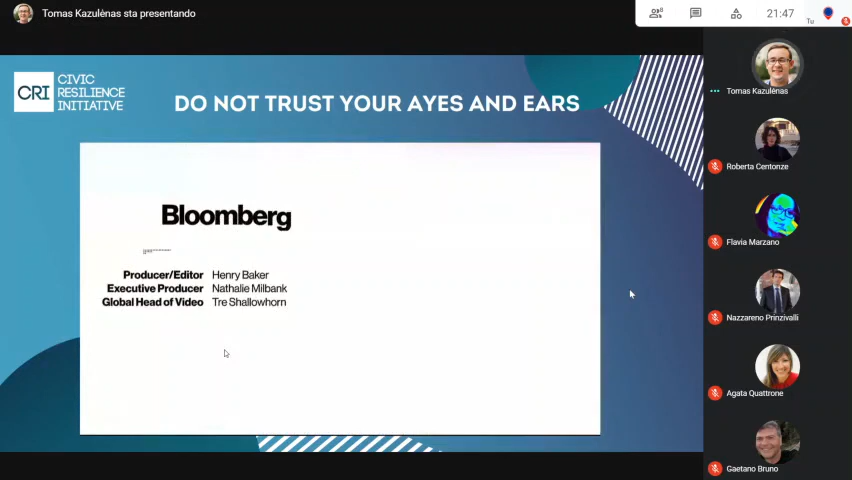 Tomas Kazulėnas sta presentando
8
21:47
Tu
CRI
CIVIC
RESILIENCE
INITIATIVE
DO NOT TRUST YOUR AYES AND EARS
Bloomberg
Producer/Editor Henry Baker
Executive Producer Nathalie Milbank
Global Head of Video Tre Shallowhorn
Tomas Kazulėnas
Roberta Centonze
Flavia Marzano
Nazzareno Prinzivalli
Agata Quattrone
Gaetano Bruno